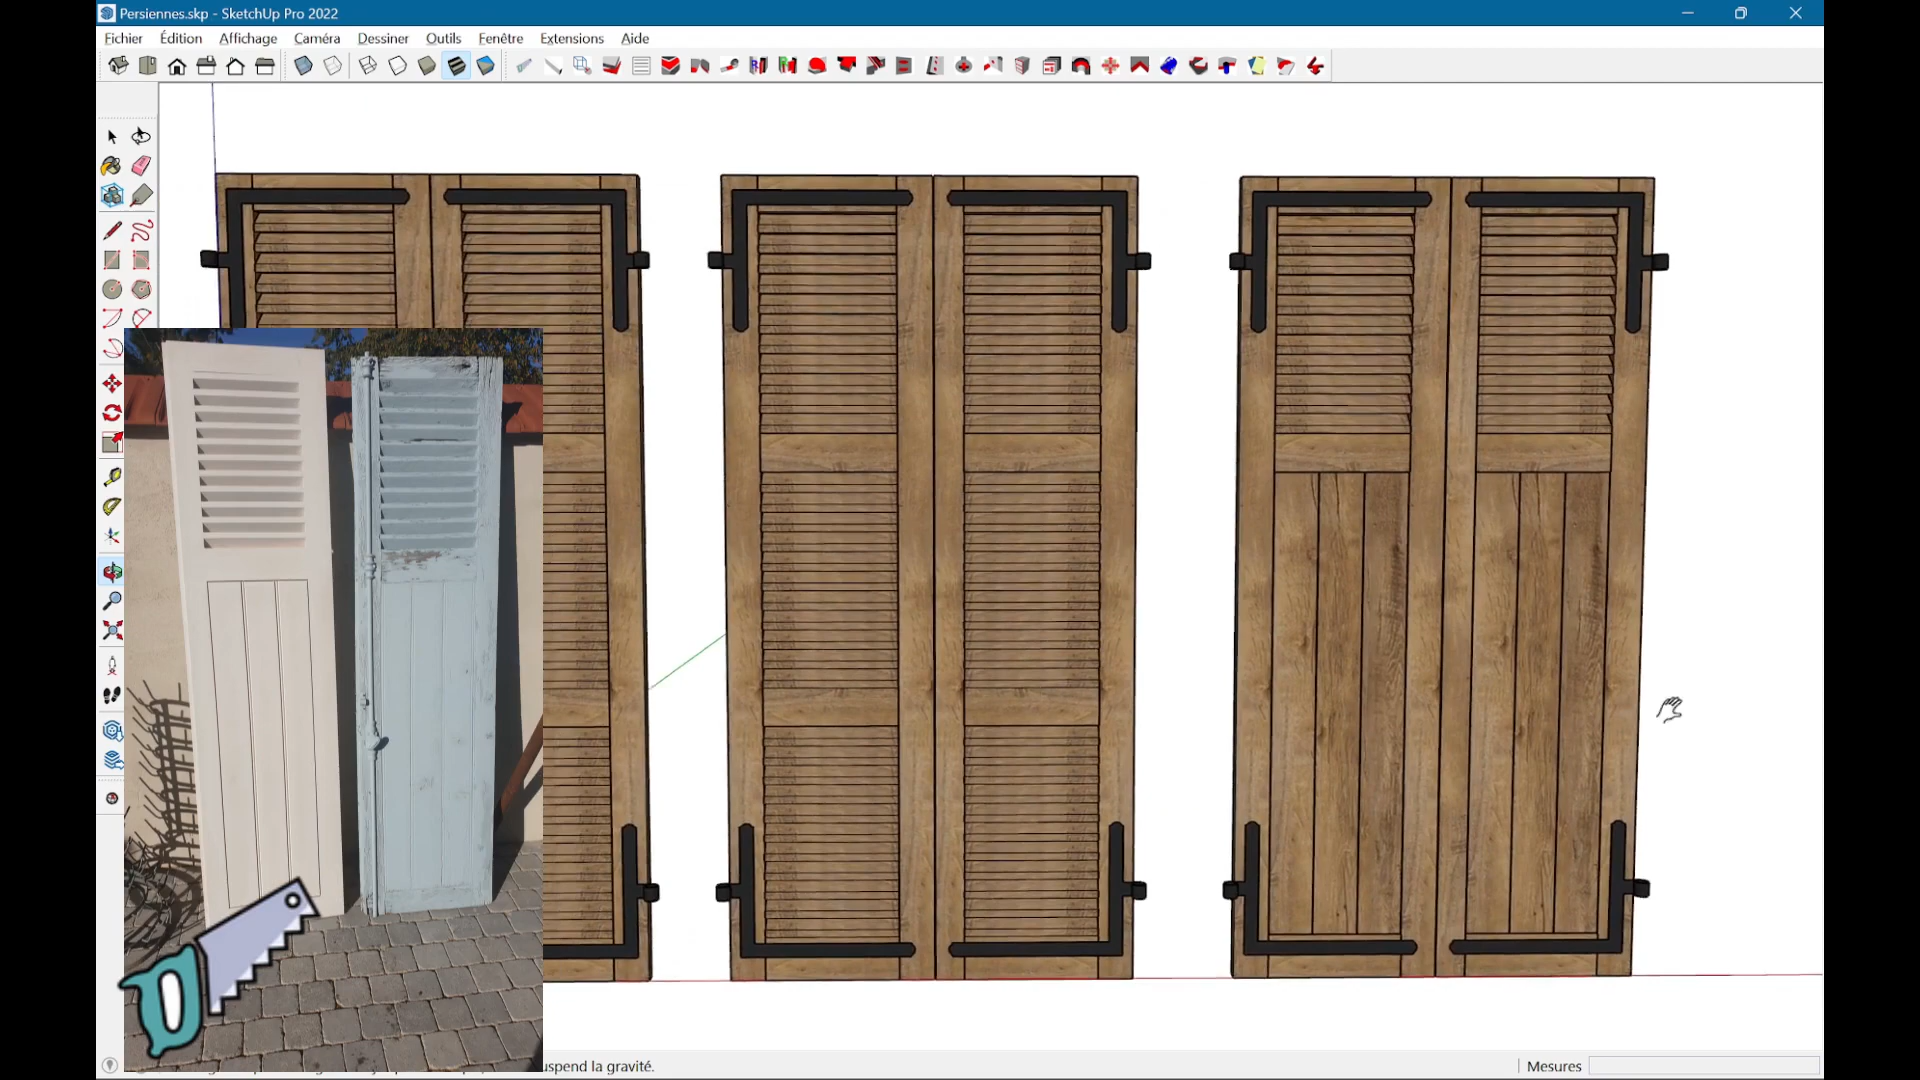 Persiennes.skp - SketchUp Pro 2022
Fichier Édition Affichage Caméra Dessiner Outils Fenêtre Extensions Aide
uspend la gravité.
Mesures